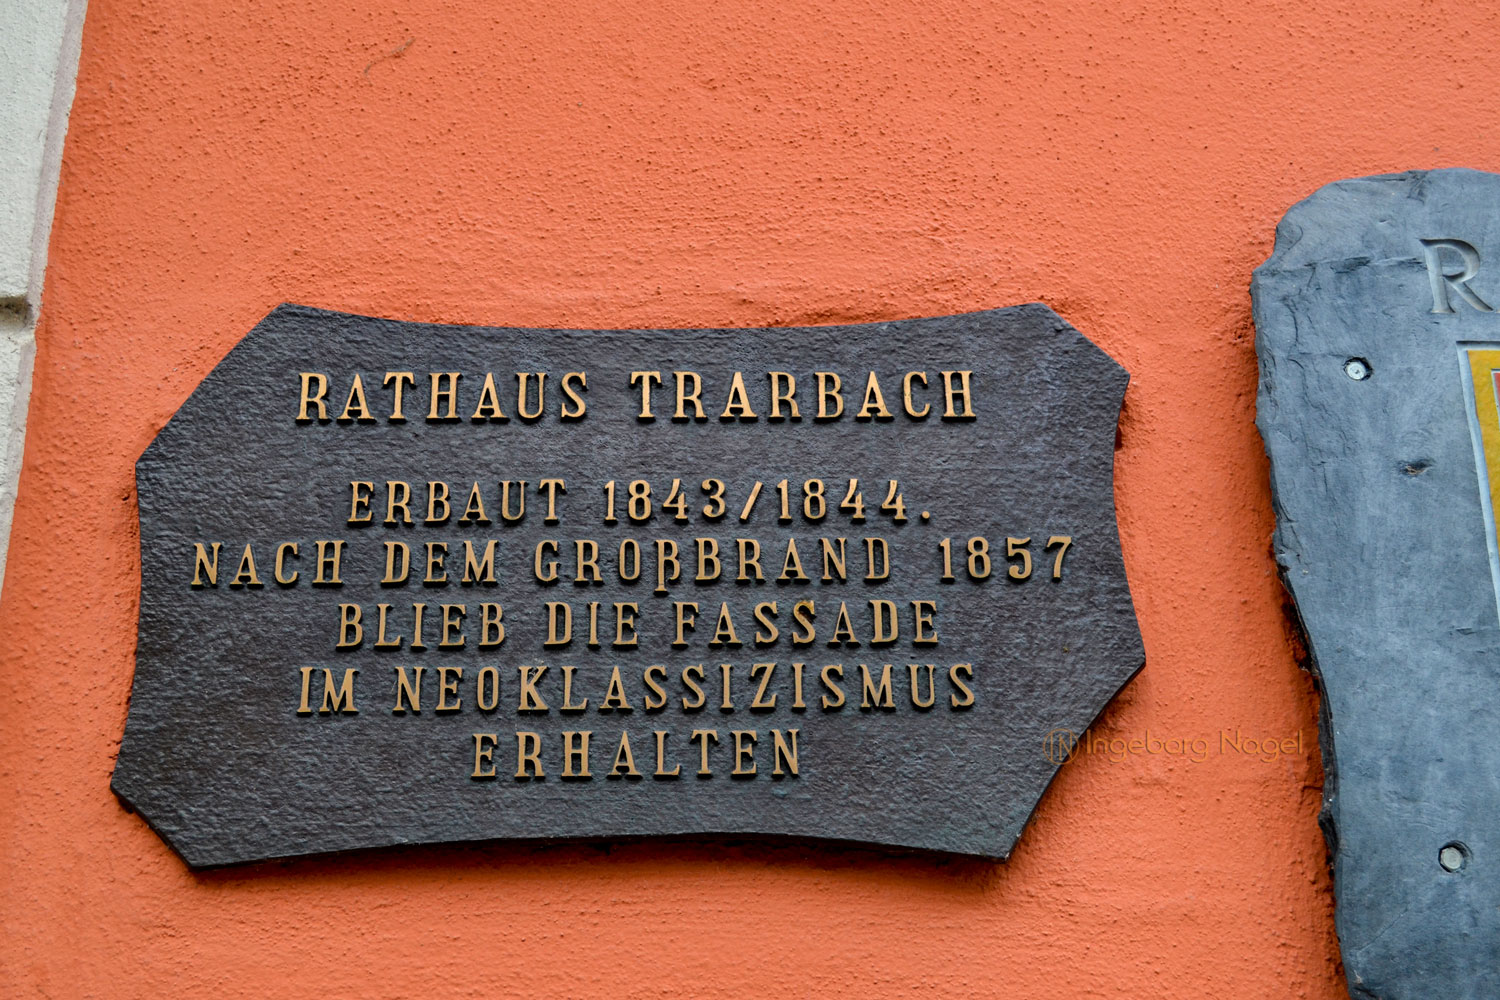 RATHAUS TRARBACH
ERBAUT 1843/1844.
NACH DEM GROßBRAND 1857
BLIEB DIE FASSADE
IM NEOKLASSIZISMUS
ERHALTEN
Ingeborg Nagel
R